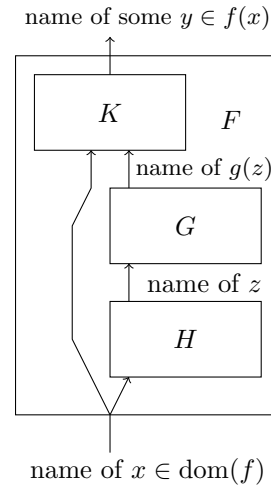 name of some y ∈ f(x)
K
F
name of g(z)
G
name of z
H
name of x ∈ dom(f)